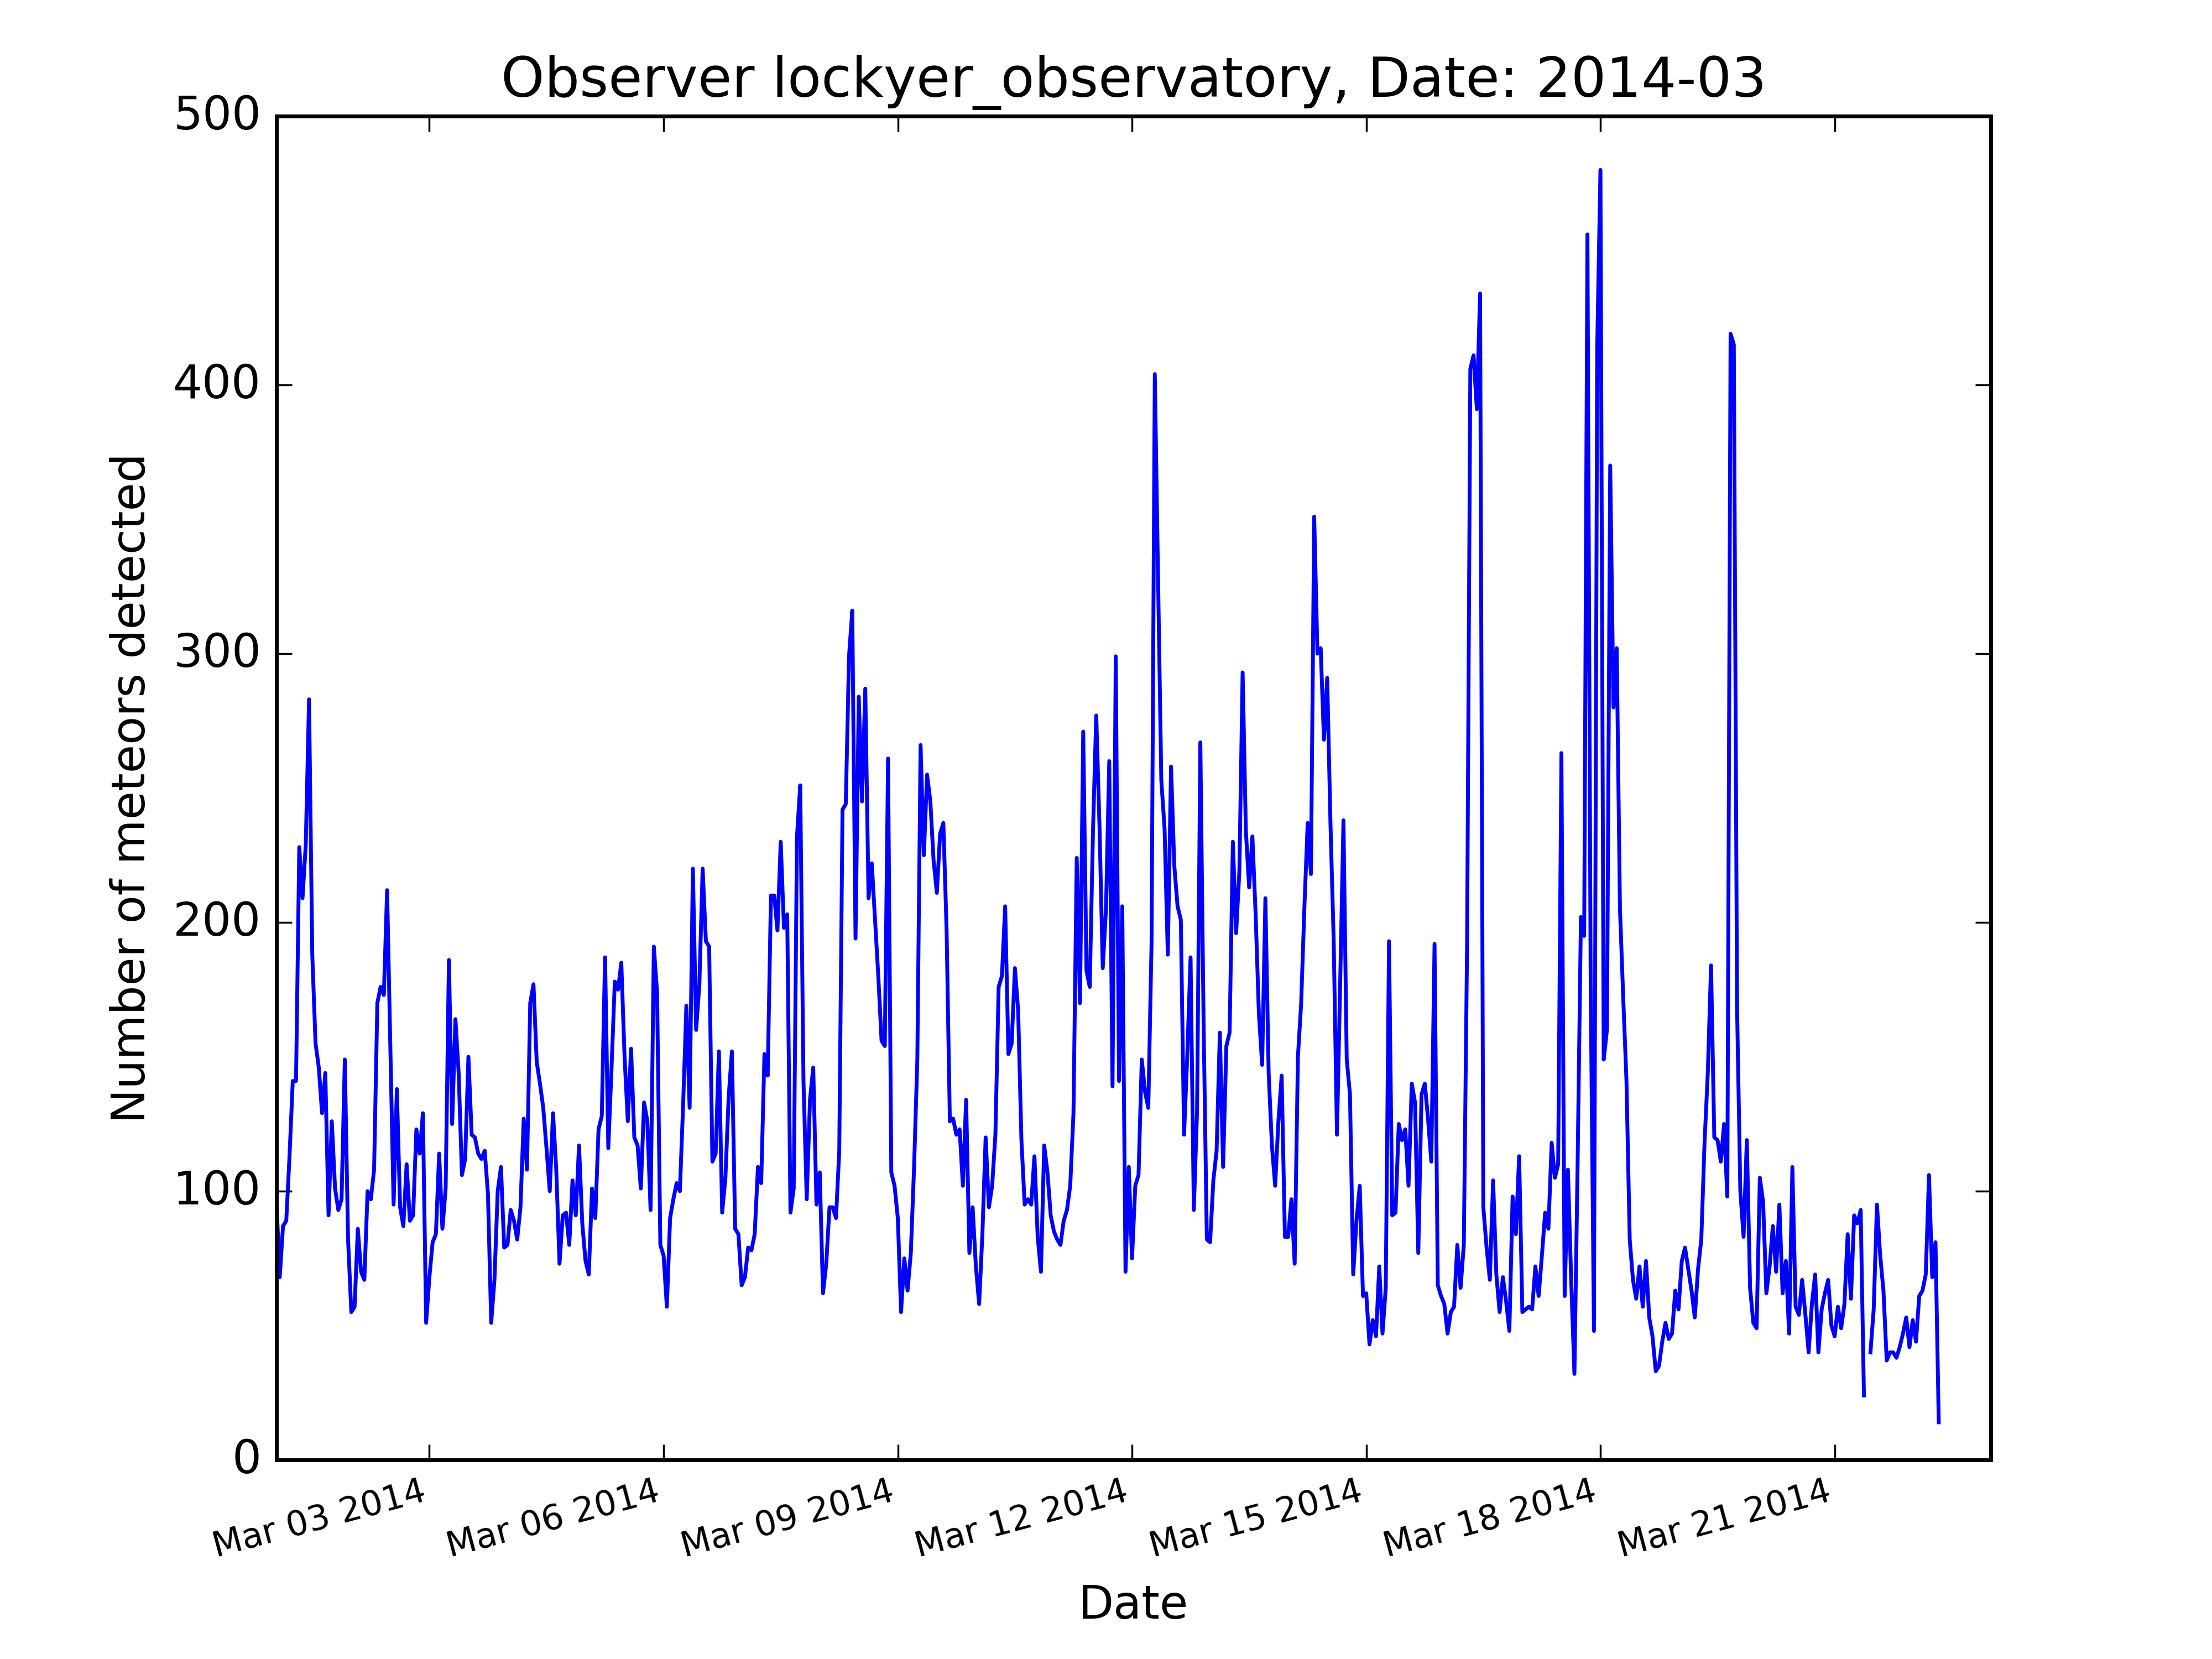 Observer lockyer_observatory, Date: 2014-03
500
400
300
200
100
0
Number of meteors detected
Mar 03 2014
Mar 06 2014
Mar 09 2014
Mar 12 2014
Mar 15 2014
Mar 18 2014
Mar 21 2014
Date